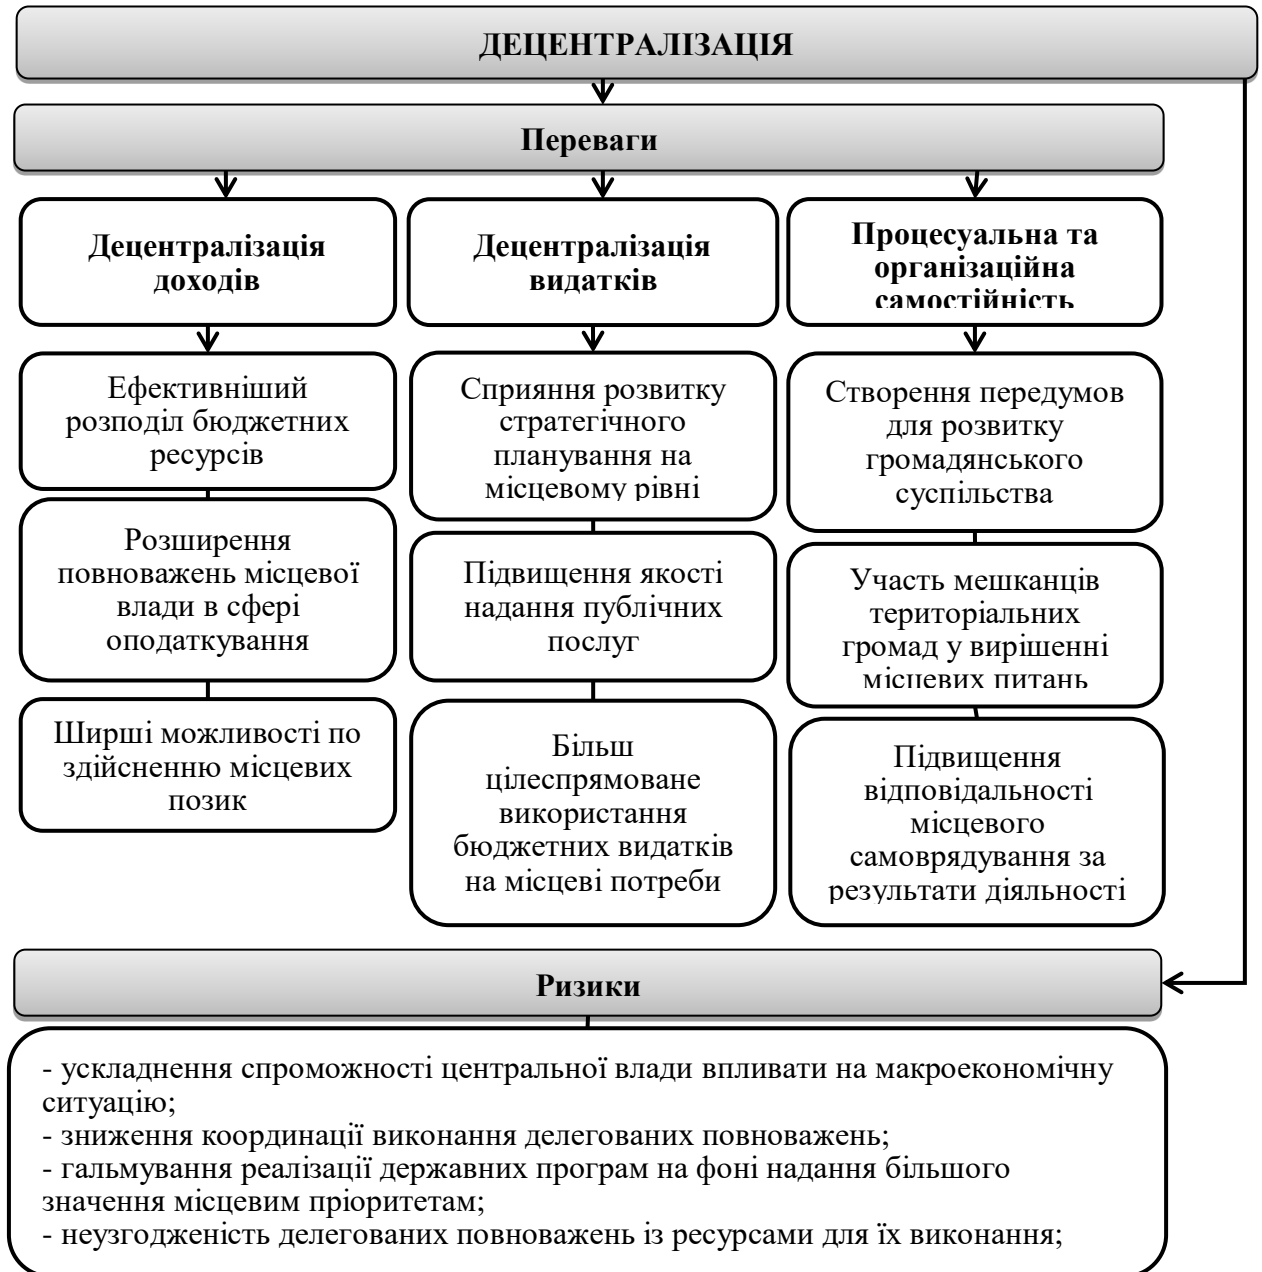 ДЕЦЕНТРАЛІЗАЦІЯ
Переваги
Децентралізація
доходів
Децентралізація
видатків
Процесуальна та
організаційна
самостійність
Ефективніший
розподіл бюджетних
ресурсів
Розширення
повноважень місцевої
влади в сфері
оподаткування
Ширші можливості по
здійсненню місцевих
позик
Сприяння розвитку
стратегічного
планування на
місцевому рівні
Підвищення якості
надання публічних
послуг
Більш
цілеспрямоване
використання
бюджетних видатків
на місцеві потреби
Створення передумов
для розвитку
громадянського
суспільства
Участь мешканців
територіальних
громад у вирішенні
місцевих питань
Підвищення
відповідальності
місцевого
самоврядування за
результати діяльності
Ризики
- ускладнення спроможності центральної влади впливати на макроекономічну
ситуацію;
- зниження координації виконання делегованих повноважень;
- гальмування реалізації державних програм на фоні надання більшого
значення місцевим пріоритетам;
- неузгодженість делегованих повноважень із ресурсами для їх виконання;